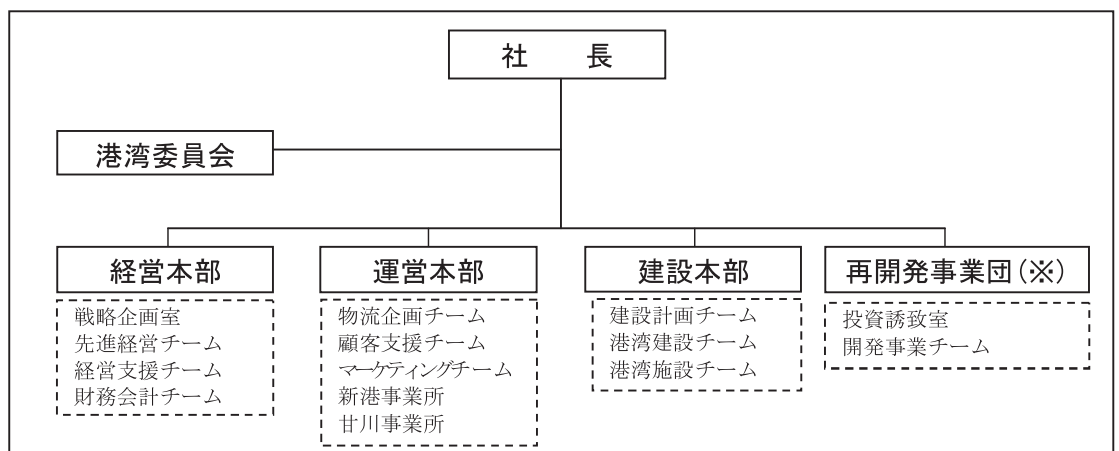 社　　長
港湾委員会
経営本部
戦略企画室
先進経営チーム
経営支援チーム
財務会計チーム
運営本部
物流企画チーム
顧客支援チーム
マーケティングチーム
新港事業所
甘川事業所
建設本部
建設計画チーム
港湾建設チーム
港湾施設チーム
再開発事業団（※）
投資誘致室
開発事業チーム